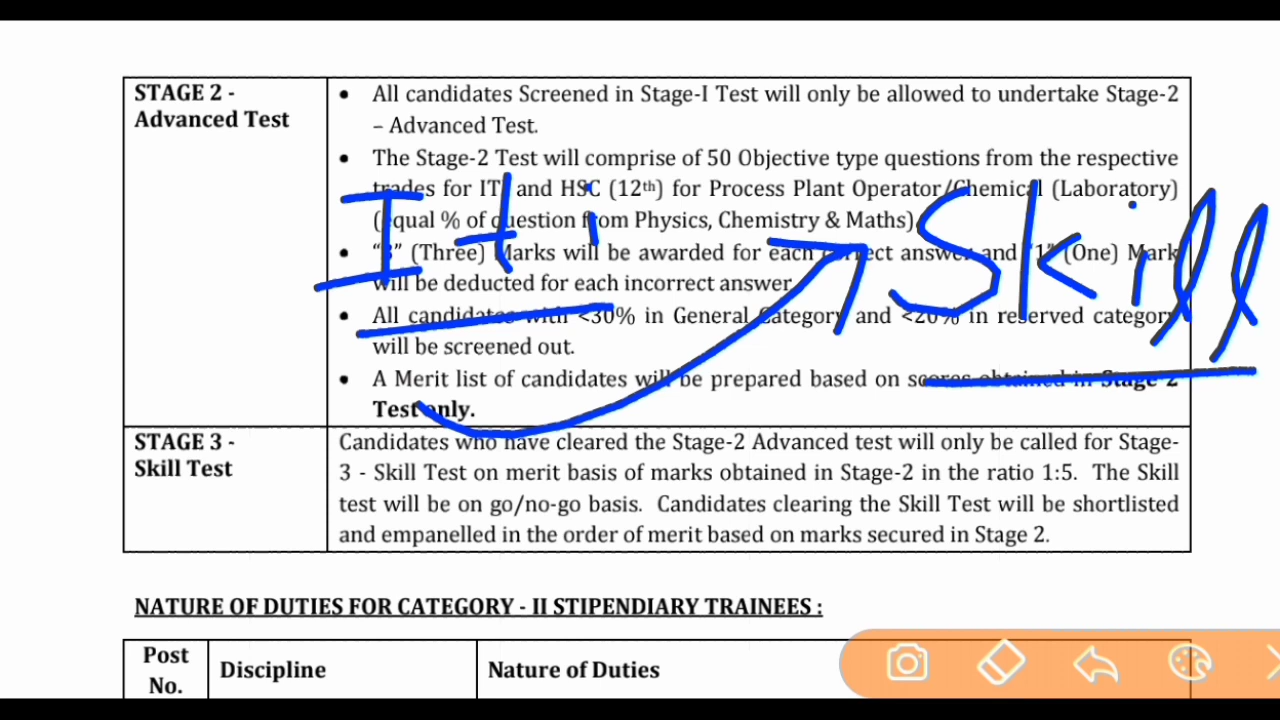 STAGE 2 -
Advanced Test
• All candidates Screened in Stage-I Test will only be allowed to undertake Stage-2
– Advanced Test.
• The Stage-2 Test will comprise of 50 Objective type questions from the respective
trades for ITI and HSC (12th) for Process Plant Operator/Chemical (Laboratory)
(equal % of question from Physics, Chemistry & Maths)
• "3" (Three) Marks will be awarded for each correct answer and "1" (One) Mark
will be deducted for each incorrect answer.
• All candidates with <30% in General Category and <20% in reserved category
will be screened out.
• A Merit list of candidates will be prepared based on scores obtained in Stage 2
Test only.
Iti
Skill
STAGE 3 -
Skill Test
Candidates who have cleared the Stage-2 Advanced test will only be called for Stage-
3 - Skill Test on merit basis of marks obtained in Stage-2 in the ratio 1:5. The Skill
test will be on go/no-go basis. Candidates clearing the Skill Test will be shortlisted
and empanelled in the order of merit based on marks secured in Stage 2.
NATURE OF DUTIES FOR CATEGORY - II STIPENDIARY TRAINEES :
Post
No.
Discipline
Nature of Duties